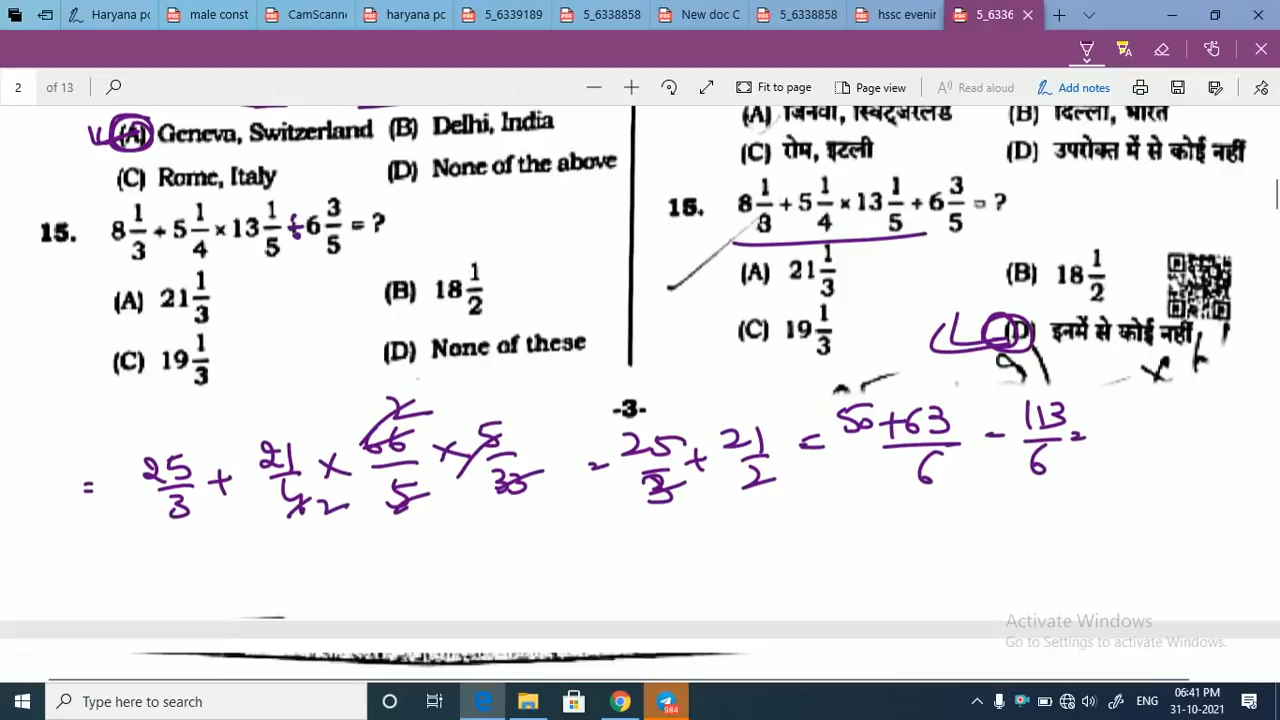 Haryana pc
male const
CamScanne
haryana pc
5_6339189
5_6338858
New doc C
5_6338858
hssc evenir
5_6336
2 of 13
Fit to page
Page view
Read aloud
Add notes
(A) Geneva, Switzerland (B) Delhi, India
(C) Rome, Italy (D) None of the above
15. 8 1/3 + 5 1/4 × 13 1/5 ÷ 6 3/5 = ?
(A) 21 1/3 (B) 18 1/2
(C) 19 1/3 (D) None of these
(A) जिनेवा, स्विट्जरलैंड (B) दिल्ली, भारत
(C) रोम, इटली (D) उपरोक्त में से कोई नहीं
15. 8 1/3 + 5 1/4 × 13 1/5 + 6 3/5 = ?
(A) 21 1/3 (B) 18 1/2
(C) 19 1/3 (D) इनमें से कोई नहीं
-3-
= 25/3 + 21/4 2 × 66/5 2 × 5/33 = 25/3 + 21/2 = 50+63/6 = 113/6 =
Activate Windows
Go to Settings to activate Windows.
Type here to search
984
ENG
06:41 PM
31-10-2021